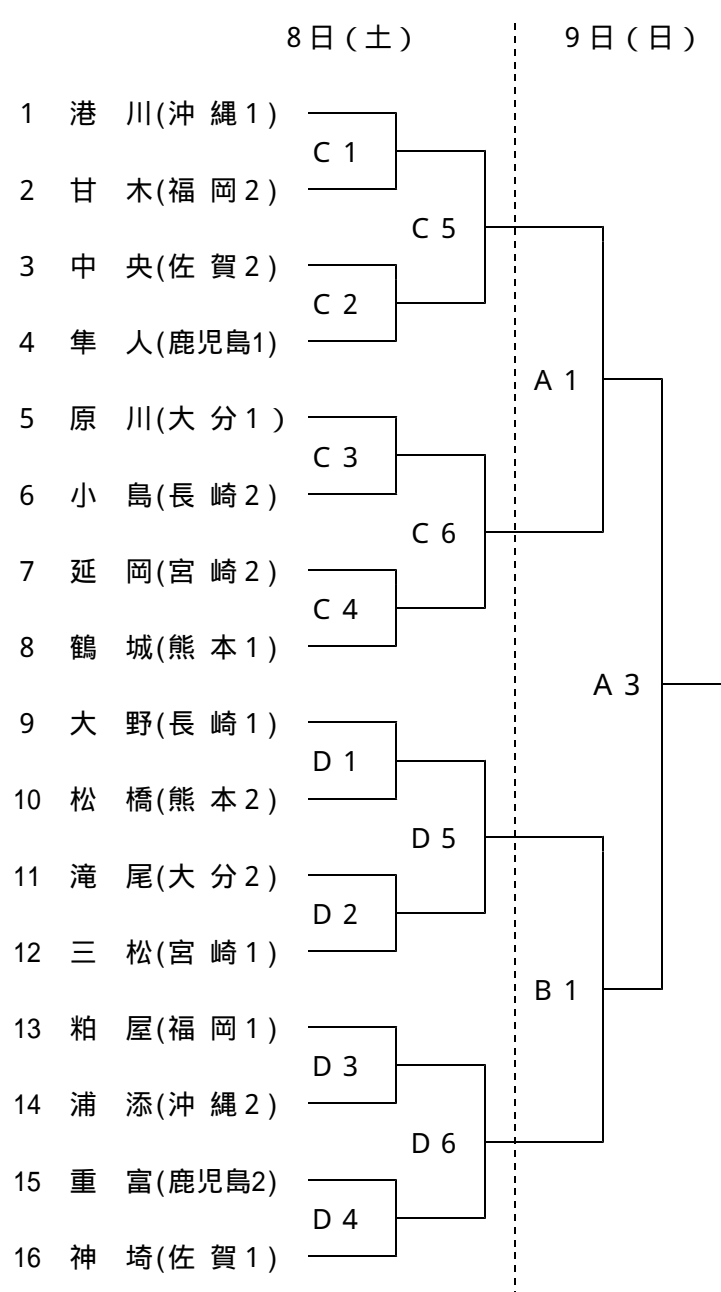 8日(土) 9日(日)
1 港 川(沖 縄1)
C 1
2 甘 木(福 岡2)
C 5
3 中 央(佐 賀2)
C 2
4 隼 人(鹿児島1)
A 1
5 原 川(大 分1)
C 3
6 小 島(長 崎2)
C 6
7 延 岡(宮 崎2)
C 4
8 鶴 城(熊 本1)
A 3
9 大 野(長 崎1)
D 1
10 松 橋(熊 本2)
D 5
11 滝 尾(大 分2)
D 2
12 三 松(宮 崎1)
B 1
13 粕 屋(福 岡1)
D 3
14 浦 添(沖 縄2)
D 6
15 重 富(鹿児島2)
D 4
16 神 埼(佐 賀1)